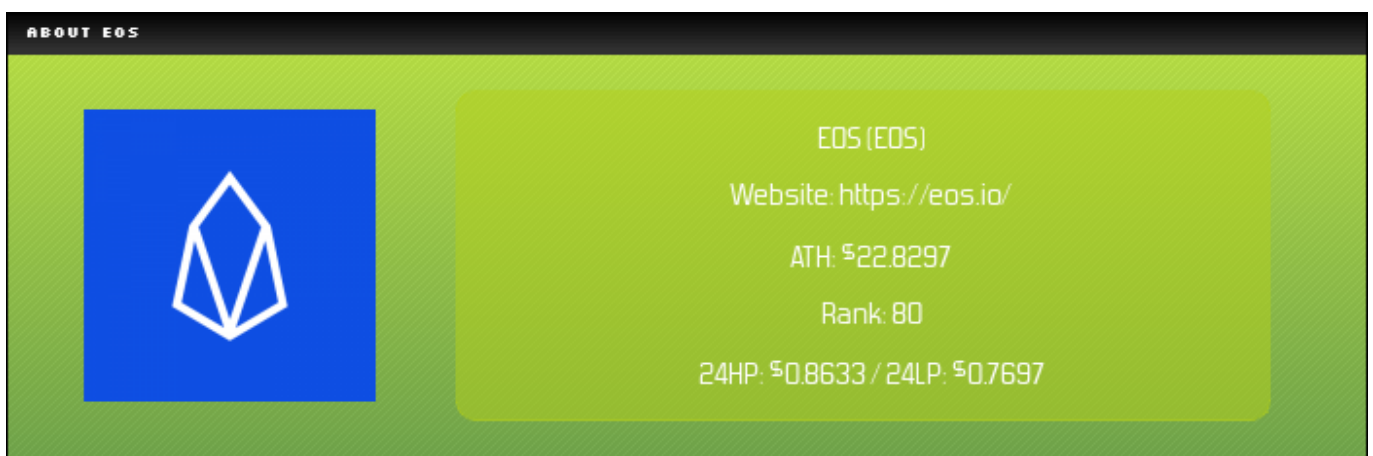 ABOUT EOS
EOS (EOS)
Website: https://eos.io/
ATH: $22.8297
Rank: 80
24HP: $0.8633 / 24LP: $0.7697